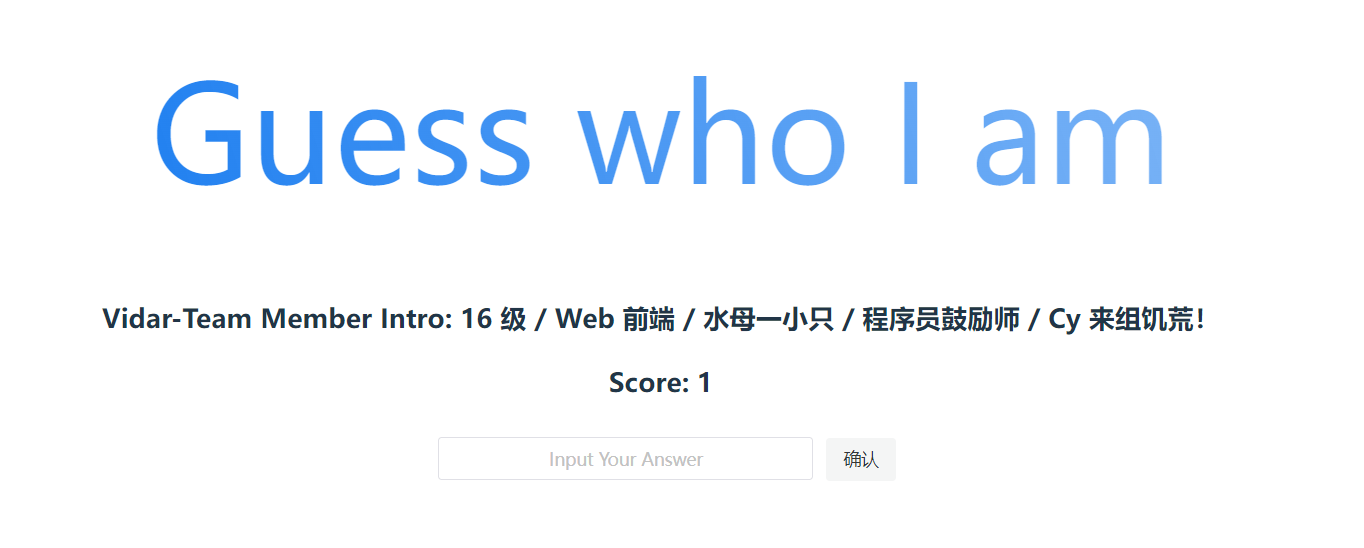 Guess who I am
Vidar-Team Member Intro: 16 级 / Web 前端 / 水母一小只 / 程序员鼓励师 / Cy 来组饥荒!
Score: 1
Input Your Answer 确认